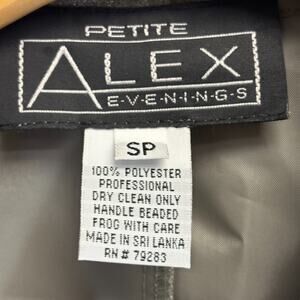 PETITE
ALEX
E·V·E·N·I·N·G·S
SP
100% POLYESTER
PROFESSIONAL
DRY CLEAN ONLY
HANDLE BEADED
FROG WITH CARE
MADE IN SRI LANKA
RN # 79283